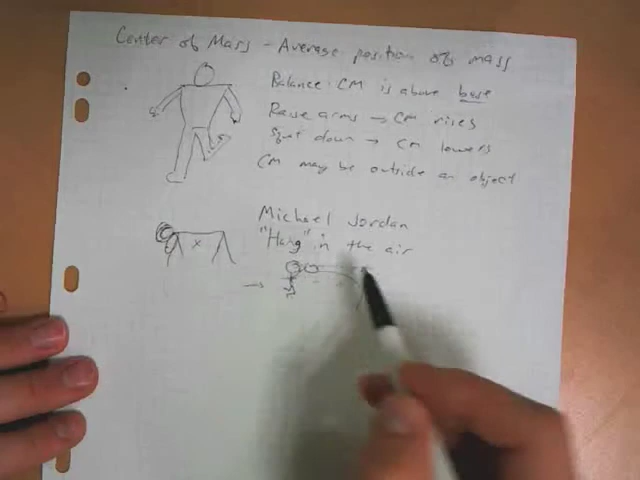 Center of Mass - Average position of mass
Balance: CM is above base
Raise arms → CM rises
Squat down → CM lowers
CM may be outside an object
Michael Jordan
"Hang" in the air